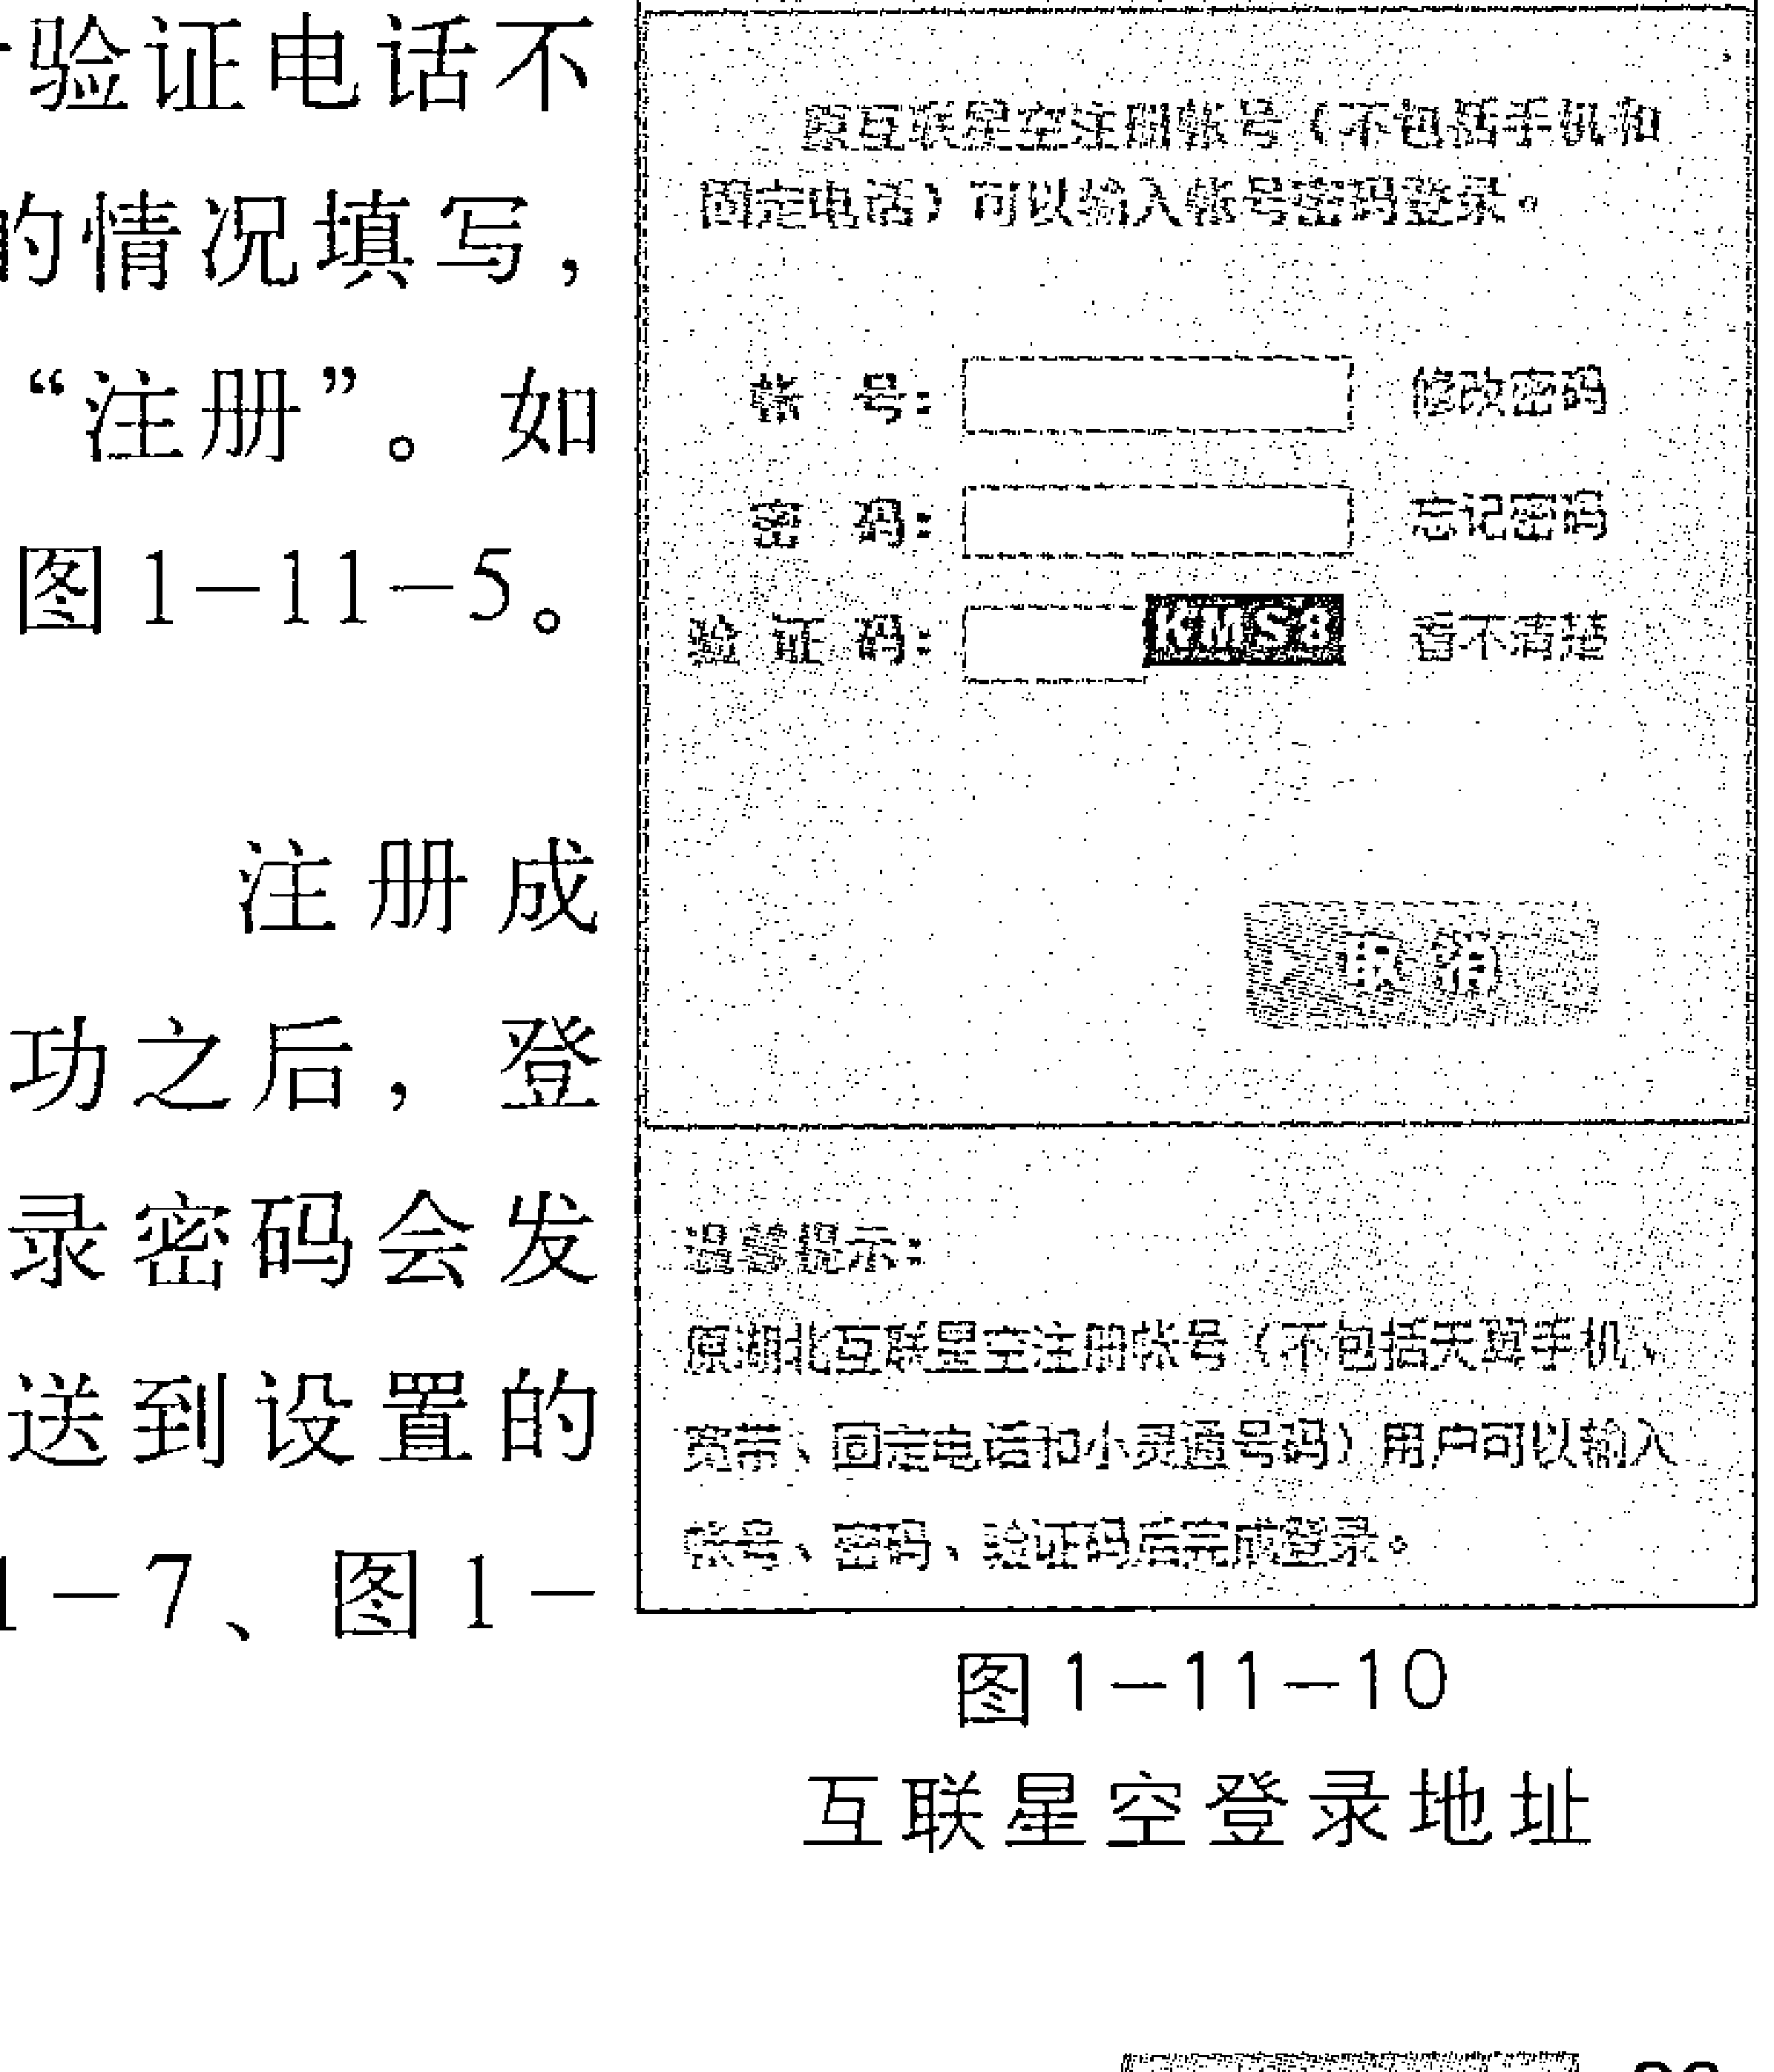 验证电话不
的情况填写，
“注册”。如
图1－11－5。
注册成
功之后，登
录密码会发
送到设置的
1－7、图1－
原互联星空注册帐号（不包括手机和
固定电话）可以输入帐号密码登录。
帐 号： 修改密码
密 码： 忘记密码
验 证 码： KMS8 看不清楚
取 消
温馨提示：
原湖北互联星空注册帐号（不包括天翼手机、
宽带、固定电话和小灵通号码）用户可以输入
帐号、密码、验证码后完成登录。
图1－11－10
互联星空登录地址